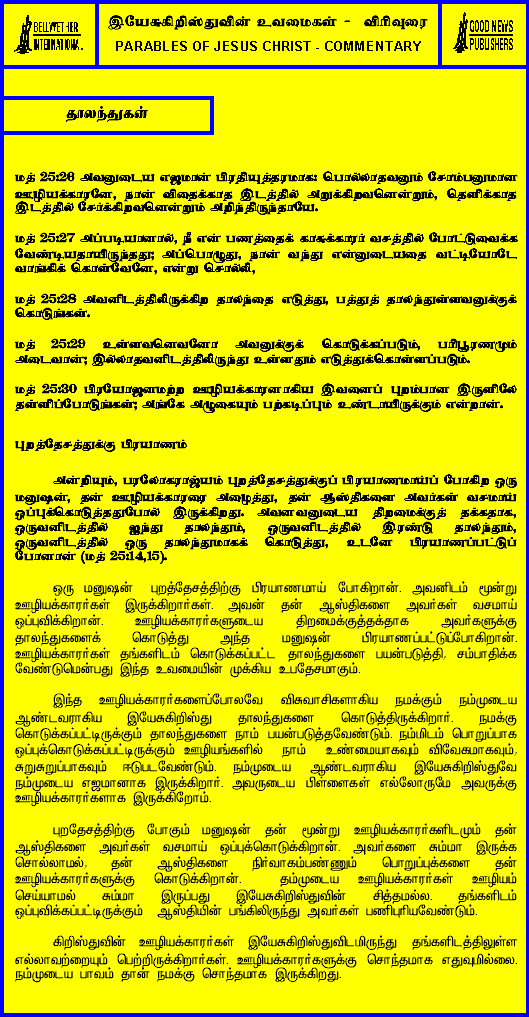 BELLWETHER
INTERNATIONAL.
இயேசுகிறிஸ்துவின் உவமைகள் - விரிவுரை
PARABLES OF JESUS CHRIST - COMMENTARY
GOOD NEWS
PUBLISHERS
தாலந்துகள்
மத் 25:26 அவனுடைய எஜமான் பிரதியுத்தரமாக: பொல்லாதவனும் சோம்பனுமான
ஊழியக்காரனே, நான் விதைக்காத இடத்தில் அறுக்கிறவனென்றும், தெளிக்காத
இடத்தில் சேர்க்கிறவனென்றும் அறிந்திருந்தாயே.
மத் 25:27 அப்படியானால், நீ என் பணத்தைக் காசுக்காரர் வசத்தில் போட்டுவைக்க
வேண்டியதாயிருந்தது; அப்பொழுது, நான் வந்து என்னுடையதை வட்டியோடே
வாங்கிக் கொள்வேனே, என்று சொல்லி,
மத் 25:28 அவனிடத்திலிருக்கிற தாலந்தை எடுத்து, பத்துத் தாலந்துள்ளவனுக்குக்
கொடுங்கள்.
மத் 25:29 உள்ளவனெவனோ அவனுக்குக் கொடுக்கப்படும், பரிபூரணமும்
அடைவான்; இல்லாதவனிடத்திலிருந்து உள்ளதும் எடுத்துக்கொள்ளப்படும்.
மத் 25:30 பிரயோஜனமற்ற ஊழியக்காரனாகிய இவனைப் புறம்பான இருளிலே
தள்ளிப்போடுங்கள்; அங்கே அழுகையும் பற்கடிப்பும் உண்டாயிருக்கும் என்றான்.
புறத்தேசத்துக்கு பிரயாணம்
அன்றியும், பரலோகராஜ்யம் புறத்தேசத்துக்குப் பிரயாணமாய்ப் போகிற ஒரு
மனுஷன், தன் ஊழியக்காரரை அழைத்து, தன் ஆஸ்திகளை அவர்கள் வசமாய்
ஒப்புக்கொடுத்ததுபோல் இருக்கிறது. அவனவனுடைய திறமைக்குத் தக்கதாக,
ஒருவனிடத்தில் ஐந்து தாலந்தும், ஒருவனிடத்தில் இரண்டு தாலந்தும்,
ஒருவனிடத்தில் ஒரு தாலந்துமாகக் கொடுத்து, உடனே பிரயாணப்பட்டுப்
போனான் (மத் 25:14,15).
ஒரு மனுஷன் புறத்தேசத்திற்கு பிரயாணமாய் போகிறான். அவனிடம் மூன்று
ஊழியக்காரர்கள் இருக்கிறார்கள். அவன் தன் ஆஸ்திகளை அவர்கள் வசமாய்
ஒப்புவிக்கிறான். ஊழியக்காரர்களுடைய திறமைக்குத்தக்தாக அவர்களுக்கு
தாலந்துகளைக் கொடுத்து அந்த மனுஷன் பிரயாணப்பட்டுப்போகிறான்.
ஊழியக்காரர்கள் தங்களிடம் கொடுக்கப்பட்ட தாலந்துகளை பயன்படுத்தி, சம்பாதிக்க
வேண்டுமென்பது இந்த உவமையின் முக்கிய உபதேசமாகும்.
இந்த ஊழியக்காரர்களைப்போலவே விசுவாசிகளாகிய நமக்கும் நம்முடைய
ஆண்டவராகிய இயேசுகிறிஸ்து தாலந்துகளை கொடுத்திருக்கிறார். நமக்கு
கொடுக்கப்பட்டிருக்கும் தாலந்துகளை நாம் பயன்படுத்தவேண்டும். நம்மிடம் பொறுப்பாக
ஒப்புக்கொடுக்கப்பட்டிருக்கும் ஊழியங்களில் நாம் உண்மையாகவும் விவேகமாகவும்,
சுறுசுறுப்பாகவும் ஈடுபடவேண்டும். நம்முடைய ஆண்டவராகிய இயேசுகிறிஸ்துவே
நம்முடைய எஜமானாக இருக்கிறார். அவருடைய பிள்ளைகள் எல்லோருமே அவருக்கு
ஊழியக்காரர்களாக இருக்கிறோம்.
புறதேசத்திற்கு போகும் மனுஷன் தன் மூன்று ஊழியக்காரர்களிடமும் தன்
ஆஸ்திகளை அவர்கள் வசமாய் ஒப்புக்கொடுக்கிறான். அவர்களை சும்மா இருக்க
சொல்லாமல், தன் ஆஸ்திகளை நிர்வாகம்பண்ணும் பொறுப்புக்களை தன்
ஊழியக்காரர்களுக்கு கொடுக்கிறான். தம்முடைய ஊழியக்காரர்கள் ஊழியம்
செய்யாமல் சும்மா இருப்பது இயேசுகிறிஸ்துவின் சித்தமல்ல. தங்களிடம்
ஒப்புவிக்கப்பட்டிருக்கும் ஆஸ்தியின் பங்கிலிருந்து அவர்கள் பணிபுரியவேண்டும்.
கிறிஸ்துவின் ஊழியக்காரர்கள் இயேசுகிறிஸ்துவிடமிருந்து தங்களிடத்திலுள்ள
எல்லாவற்றையும் பெற்றிருக்கிறார்கள். ஊழியக்காரர்களுக்கு சொந்தமாக எதுவுமில்லை.
நம்முடைய பாவம் தான் நமக்கு சொந்தமாக இருக்கிறது.